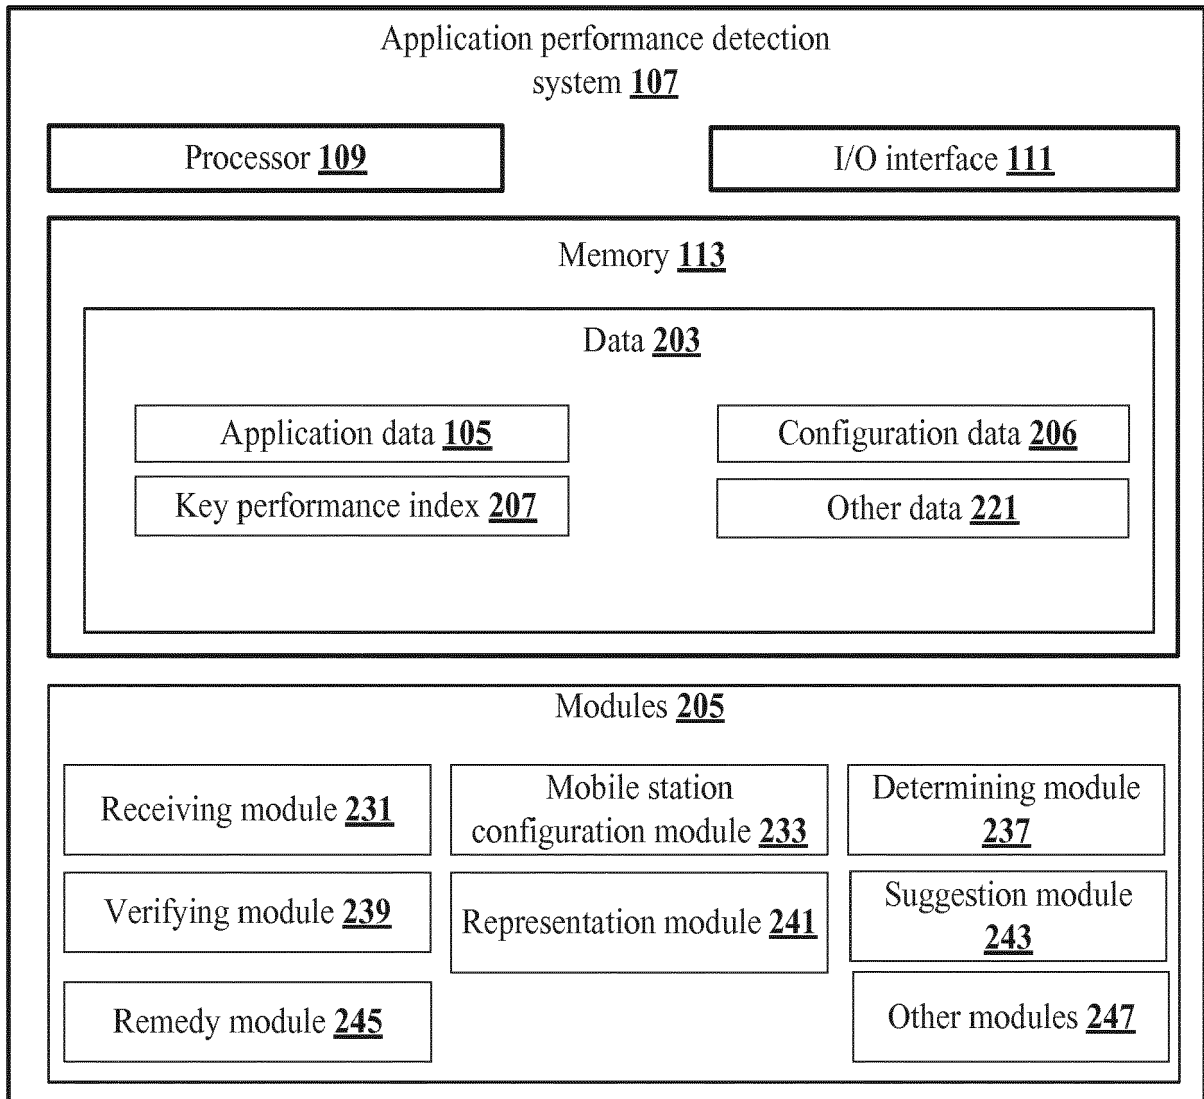 Application performance detection
system 107
Processor 109
I/O interface 111
Memory 113
Data 203
Application data 105
Configuration data 206
Key performance index 207
Other data 221
Modules 205
Receiving module 231
Mobile station
configuration module 233
Determining module
237
Verifying module 239
Representation module 241
Suggestion module
243
Remedy module 245
Other modules 247